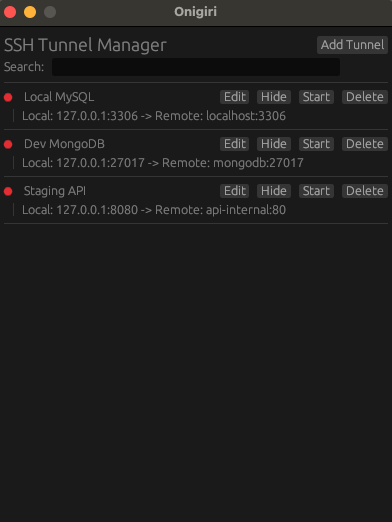 Onigiri
SSH Tunnel Manager Add Tunnel
Search:
Local MySQL Edit Hide Start Delete
Local: 127.0.0.1:3306 -> Remote: localhost:3306
Dev MongoDB Edit Hide Start Delete
Local: 127.0.0.1:27017 -> Remote: mongodb:27017
Staging API Edit Hide Start Delete
Local: 127.0.0.1:8080 -> Remote: api-internal:80